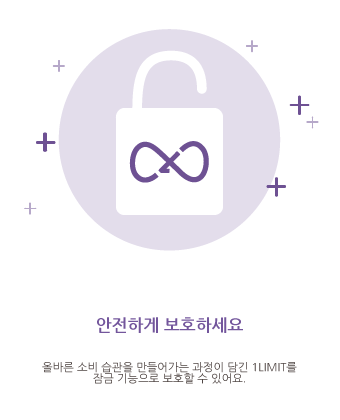 안전하게 보호하세요
올바른 소비 습관을 만들어가는 과정이 담긴 1LIMIT를
잠금 기능으로 보호할 수 있어요.